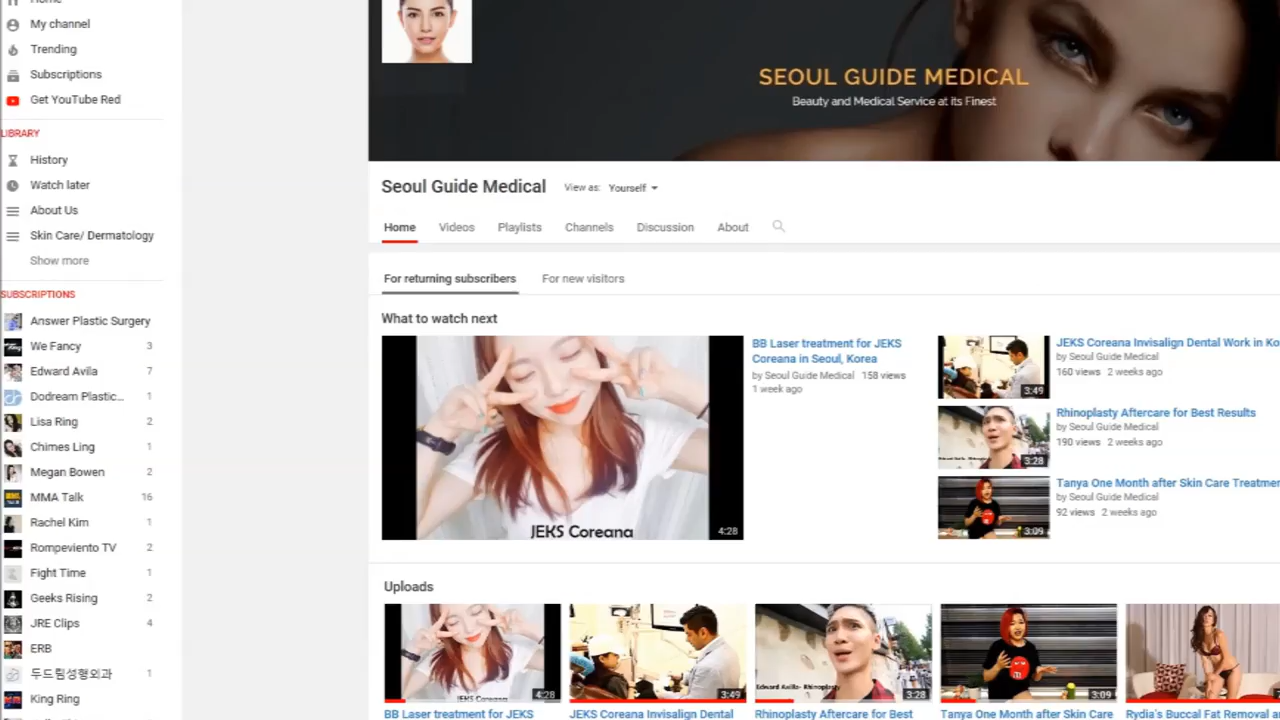 Home
My channel
Trending
Subscriptions
Get YouTube Red
LIBRARY
History
Watch later
About Us
Skin Care/ Dermatology
Show more
SUBSCRIPTIONS
Answer Plastic Surgery
We Fancy 3
Edward Avila 7
Dodream Plastic... 1
Lisa Ring 2
Chimes Ling 1
Megan Bowen 2
MMA Talk 16
Rachel Kim 1
Rompeviento TV 2
Fight Time 1
Geeks Rising 2
JRE Clips 4
ERB
두드림성형외과 1
King Ring
SEOUL GUIDE MEDICAL
Beauty and Medical Service at its Finest
Seoul Guide Medical View as: Yourself
Home Videos Playlists Channels Discussion About
For returning subscribers For new visitors
What to watch next
JEKS Coreana
4:28
BB Laser treatment for JEKS
Coreana in Seoul, Korea
by Seoul Guide Medical 158 views
1 week ago
3:49
JEKS Coreana Invisalign Dental Work in Ko
by Seoul Guide Medical
160 views 2 weeks ago
3:28
Rhinoplasty Aftercare for Best Results
by Seoul Guide Medical
190 views 2 weeks ago
3:09
Tanya One Month after Skin Care Treatmen
by Seoul Guide Medical
92 views 2 weeks ago
Uploads
JEKS Coreana
4:28
3:49
Edward Avila- Rhinoplasty
3:28
3:09
BB Laser treatment for JEKS
JEKS Coreana Invisalign Dental
Rhinoplasty Aftercare for Best
Tanya One Month after Skin Care
Rydia's Buccal Fat Removal a